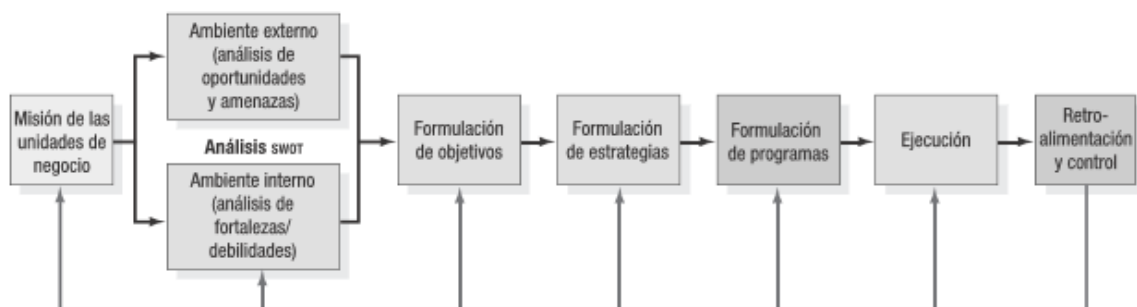 Misión de las
unidades de
negocio
Ambiente externo
(análisis de
oportunidades
y amenazas)
Análisis SWOT
Ambiente interno
(análisis de
fortalezas/
debilidades)
Formulación
de objetivos
Formulación
de estrategias
Formulación
de programas
Ejecución
Retro-
alimentación
y control